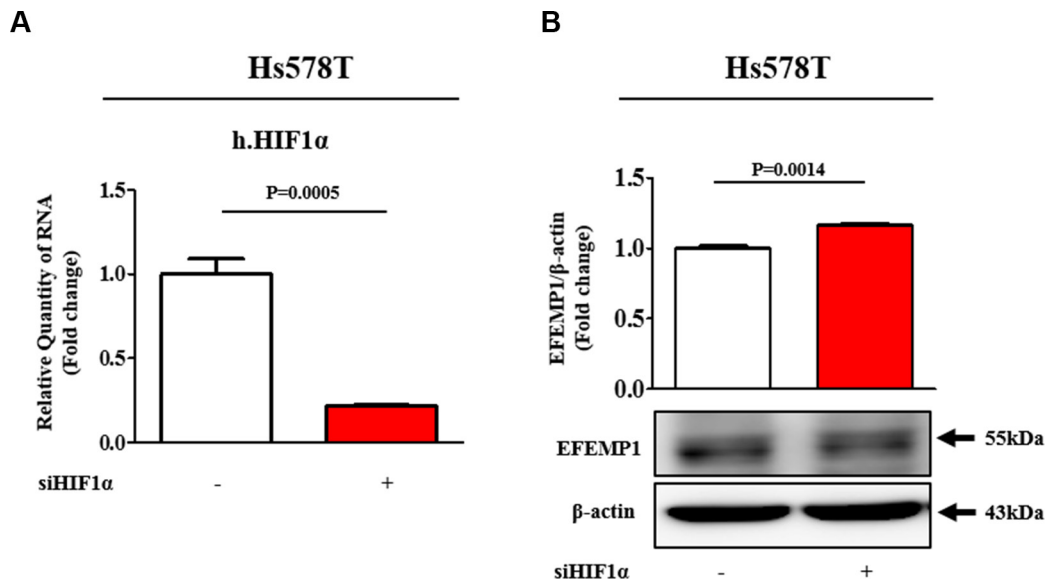 A
Hs578T
h.HIF1α
P=0.0005
Relative Quantity of RNA
(Fold change)
1.5
1.0
0.5
0.0
siHIF1α - +
B
Hs578T
P=0.0014
EFEMP1/β-actin
(Fold change)
1.5
1.0
0.5
0.0
EFEMP1 55kDa
β-actin 43kDa
siHIF1α - +